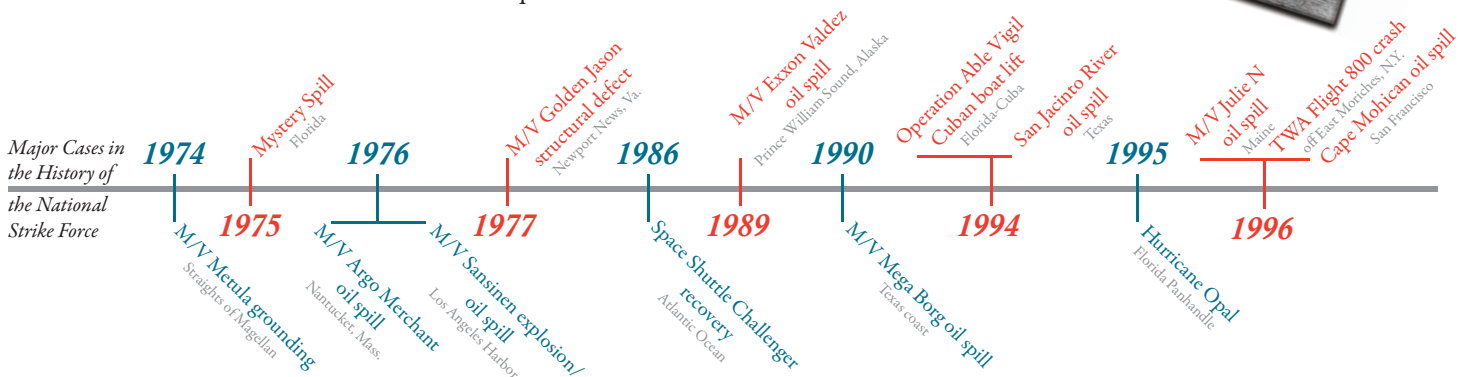 Major Cases in
the History of
the National
Strike Force
1974
M/V Metula grounding
Straights of Magellan
1975
Mystery Spill
Florida
1976
M/V Argo Merchant
oil spill
Nantucket, Mass.
M/V Sansinen explosion/
oil spill
Los Angeles Harbor
1977
M/V Golden Jason
structural defect
Newport News, Va.
1986
Space Shuttle Challenger
recovery
Atlantic Ocean
1989
M/V Exxon Valdez
oil spill
Prince William Sound, Alaska
1990
M/V Mega Borg oil spill
Texas coast
1994
Operation Able Vigil
Cuban boat lift
Florida-Cuba
San Jacinto River
oil spill
Texas
1995
Hurricane Opal
Florida Panhandle
1996
M/V Julie N
oil spill
Maine
TWA Flight 800 crash
off East Moriches, N.Y.
Cape Mohican oil spill
San Francisco